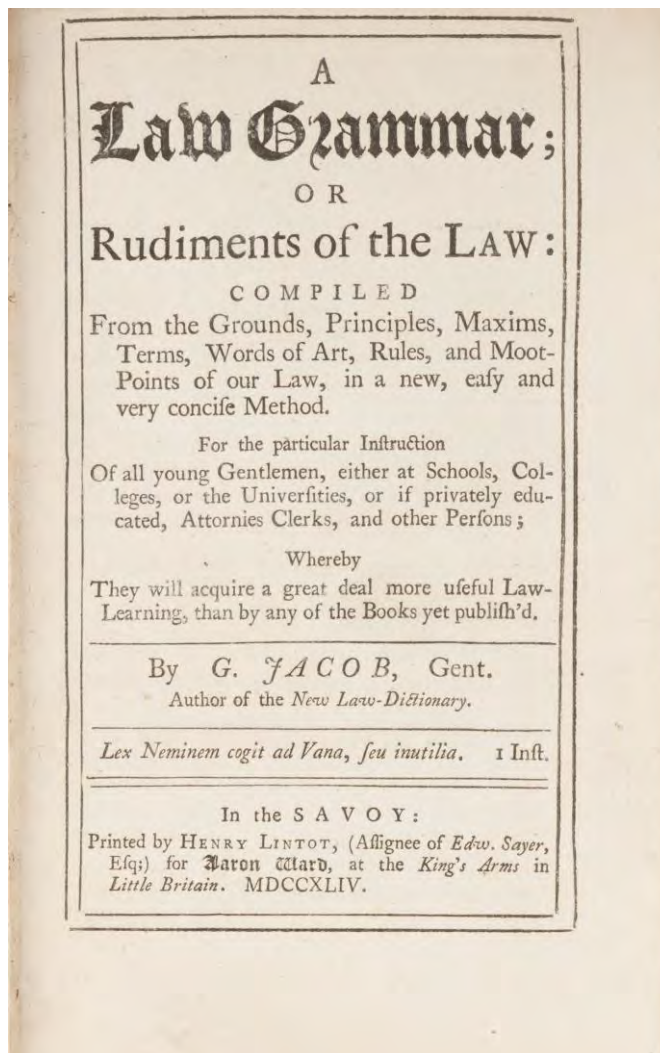 A
Law Grammar;
OR
Rudiments of the LAW:
COMPILED
From the Grounds, Principles, Maxims,
Terms, Words of Art, Rules, and Moot-
Points of our Law, in a new, eaſy and
very conciſe Method.
For the particular Inſtruction
Of all young Gentlemen, either at Schools, Col-
leges, or the Univerſities, or if privately edu-
cated, Attornies Clerks, and other Perſons;
Whereby
They will acquire a great deal more uſeful Law-
Learning, than by any of the Books yet publiſh'd.
By G. JACOB, Gent.
Author of the New Law-Dictionary.
Lex Neminem cogit ad Vana, ſeu inutilia. 1 Inſt.
In the SAVOY:
Printed by HENRY LINTOT, (Aſſignee of Edw. Sayer,
Eſq;) for Aaron Ward, at the King's Arms in
Little Britain. MDCCXLIV.